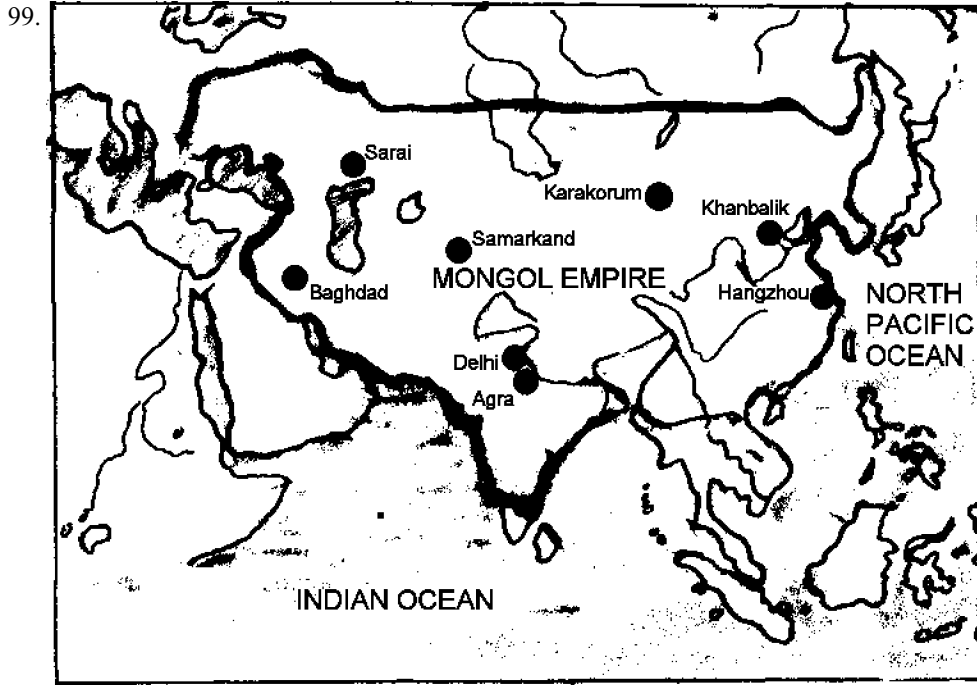 99.
Sarai
Karakorum
Khanbalik
Samarkand
MONGOL EMPIRE
Baghdad
Hangzhou
NORTH
PACIFIC
OCEAN
Delhi
Agra
INDIAN OCEAN